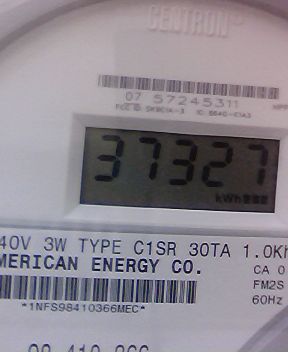 CENTRON
07 57245311
37327
kWh
40V 3W TYPE C1SR 30TA 1.0Kh
MERICAN ENERGY CO.
CA 0
FM2S
60Hz
*1NFS98410366MEC*